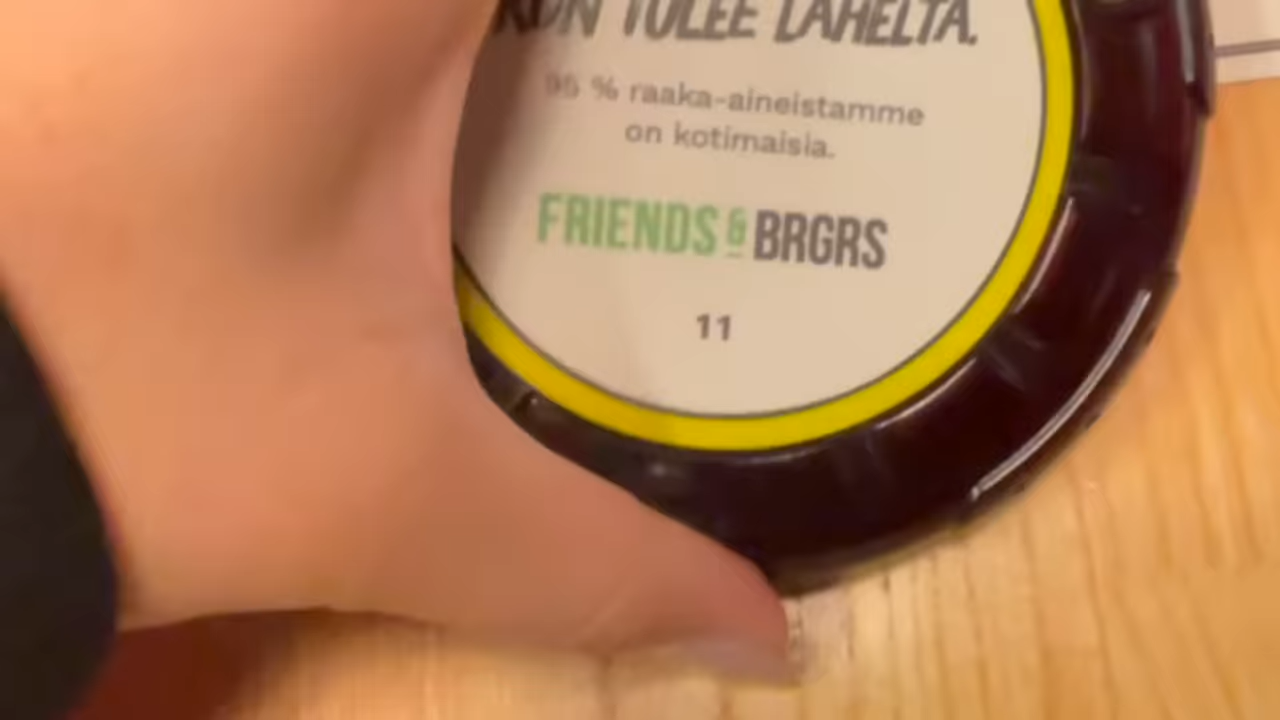 TULEE LÄHELTÄ.
95 % raaka-aineistamme
on kotimaisia.
FRIENDS & BRGRS
11